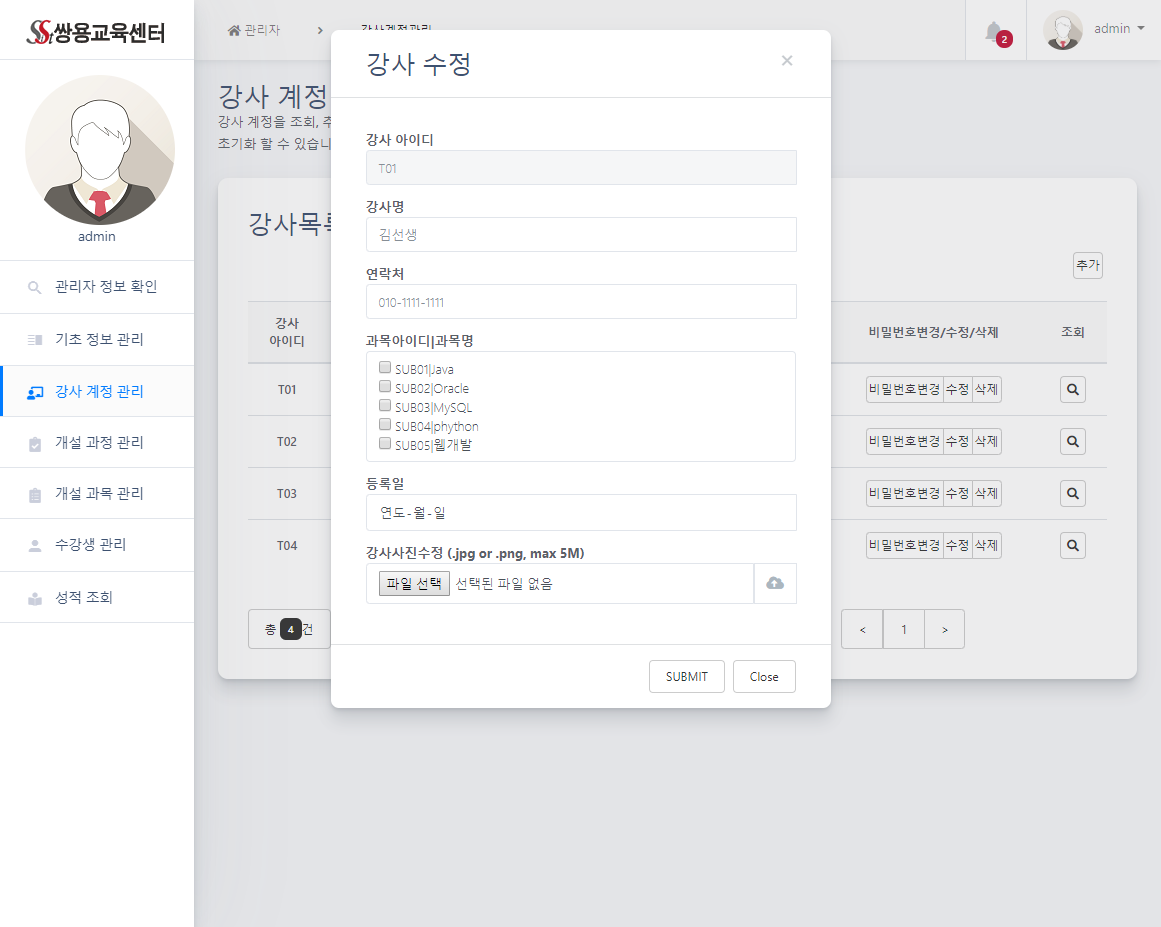 쌍용교육센터
관리자
강사계정관리
2
admin
admin
관리자 정보 확인
기초 정보 관리
강사 계정 관리
개설 과정 관리
개설 과목 관리
수강생 관리
성적 조회
강사 계정
강사 계정을 조회, 추
초기화 할 수 있습니
강사목록
추가
강사
아이디
비밀번호변경/수정/삭제
조회
T01
비밀번호변경 수정 삭제
T02
비밀번호변경 수정 삭제
T03
비밀번호변경 수정 삭제
T04
비밀번호변경 수정 삭제
총 4 건
< 1 >
강사 수정
×
강사 아이디
T01
강사명
김선생
연락처
010-1111-1111
과목아이디|과목명
SUB01|Java
SUB02|Oracle
SUB03|MySQL
SUB04|phython
SUB05|웹개발
등록일
연도-월-일
강사사진수정 (.jpg or .png, max 5M)
파일 선택 선택된 파일 없음
SUBMIT
Close